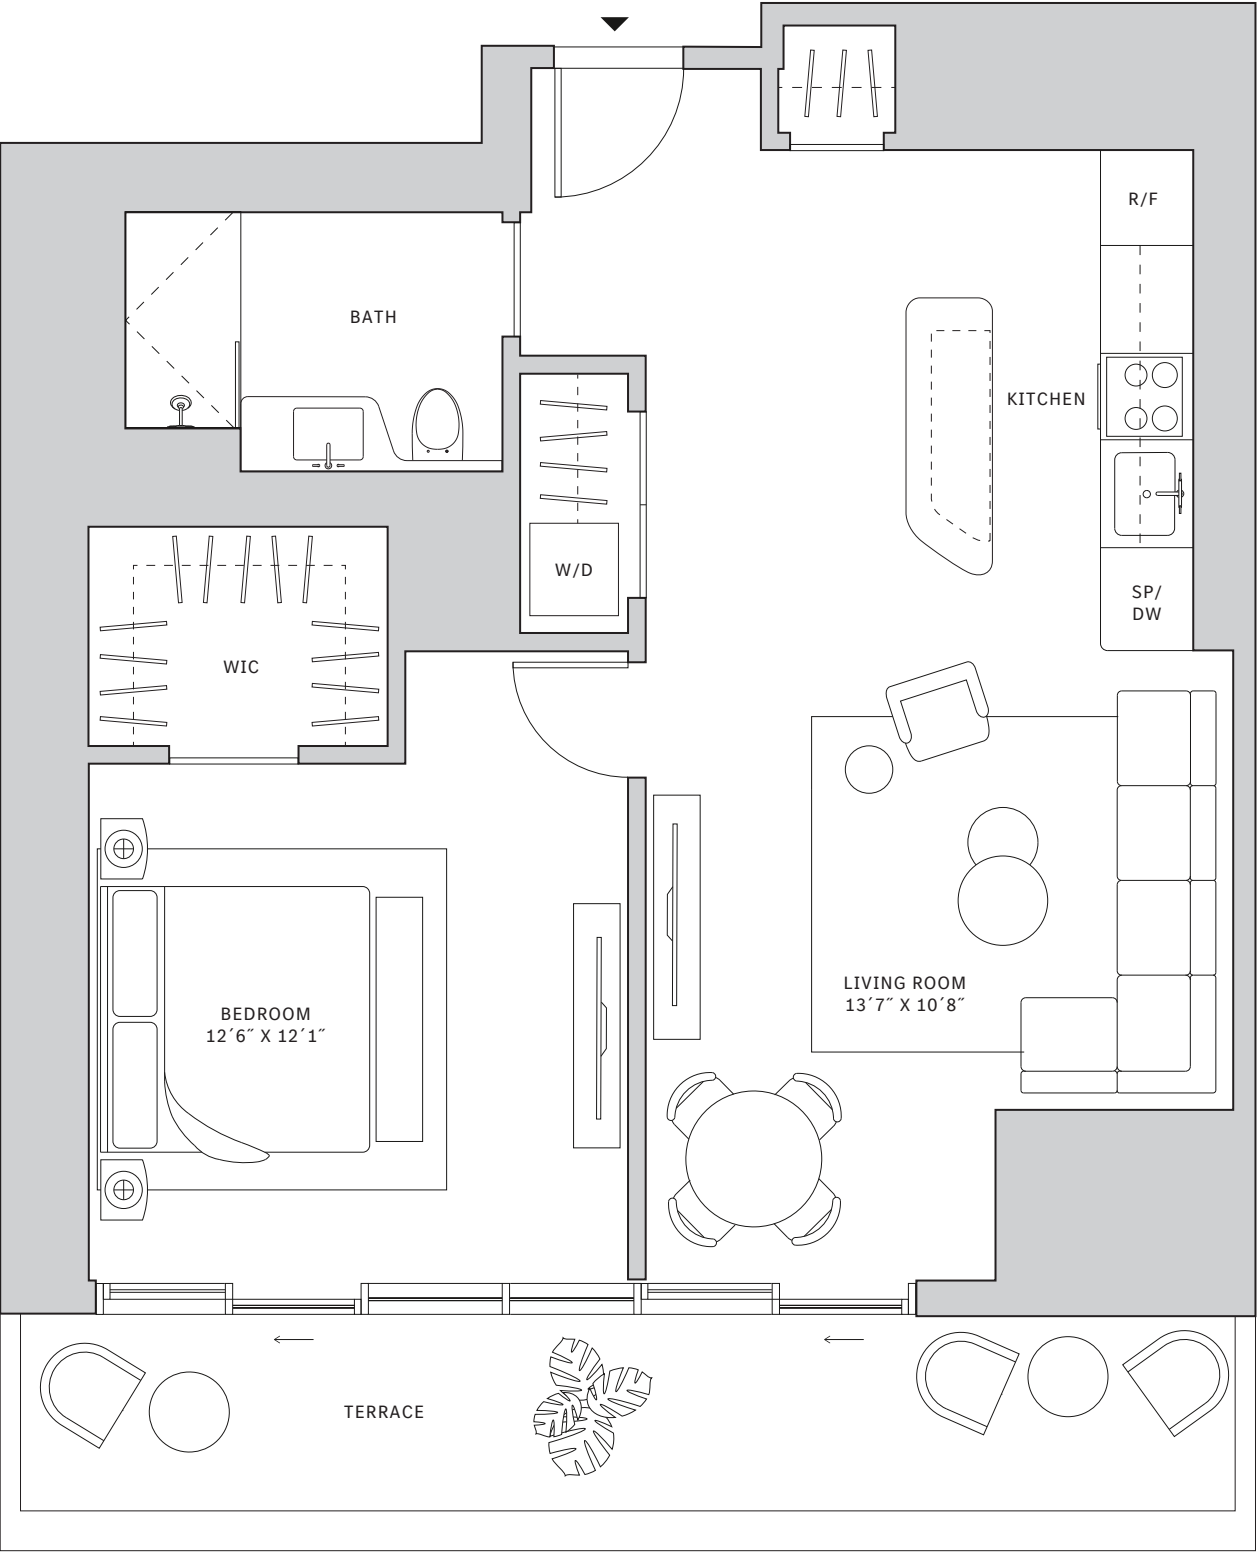 R/F
BATH
KITCHEN
W/D
SP/
DW
WIC
LIVING ROOM
13´7˝ X 10´8˝
BEDROOM
12´6˝ X 12´1˝
TERRACE